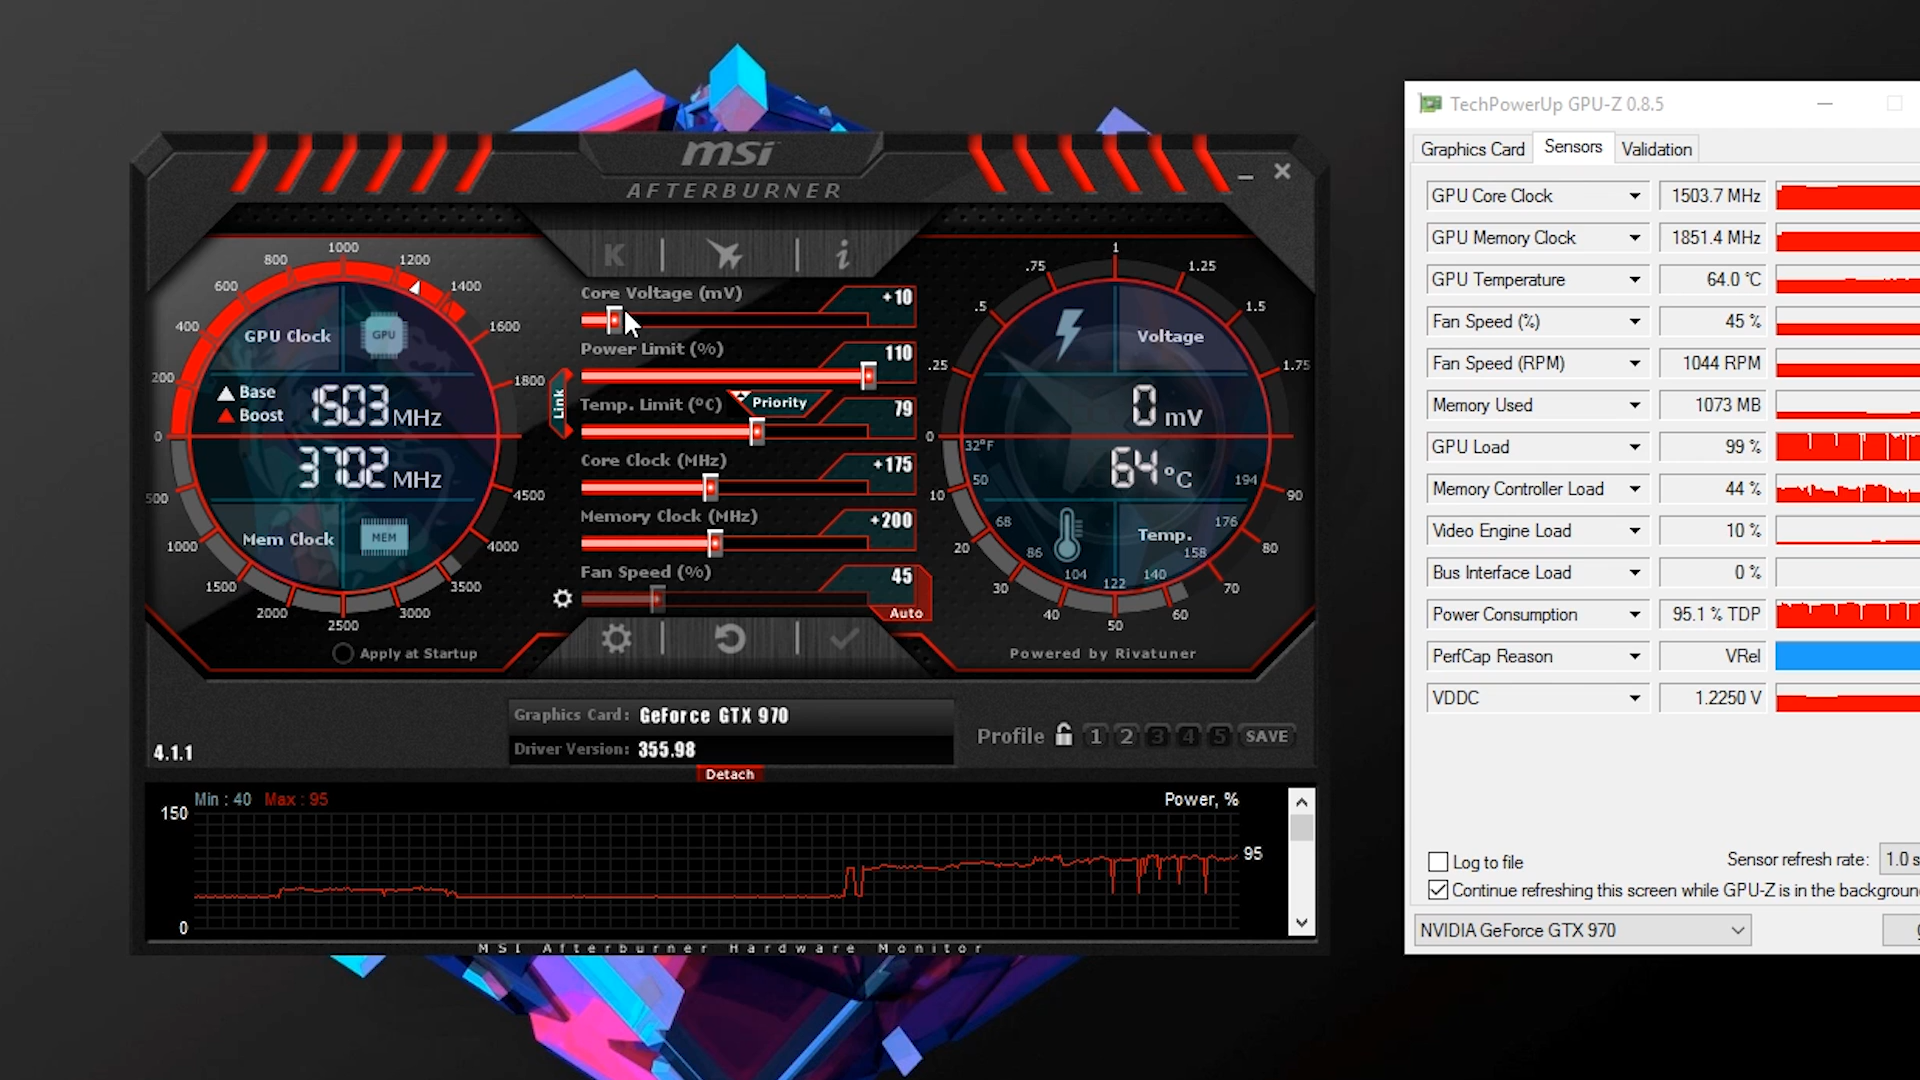 msi
AFTERBURNER
K
i
Core Voltage (mV) +10
Power Limit (%) 110
Temp. Limit (°C) Priority 79
Link
Core Clock (MHz) +175
Memory Clock (MHz) +200
Fan Speed (%) 45
Auto
0 200 400 600 800 1000 1200 1400 1600 1800
GPU Clock GPU
Base
Boost
1503 MHz
3702 MHz
Mem Clock MEM
500 1000 1500 2000 2500 3000 3500 4000 4500
Apply at Startup
0 .25 .5 .75 1 1.25 1.5 1.75
Voltage
0 mV
64 °C
Temp.
32°F 50 68 86 104 122 140 158 176 194
10 20 30 40 50 60 70 80 90
Powered by Rivatuner
Graphics Card: GeForce GTX 970
Driver Version: 355.98
Profile 1 2 3 4 5 SAVE
4.1.1
Detach
Min : 40 Max : 95 Power, %
150
95
0
MSI Afterburner Hardware Monitor
TechPowerUp GPU-Z 0.8.5
Graphics Card Sensors Validation
GPU Core Clock 1503.7 MHz
GPU Memory Clock 1851.4 MHz
GPU Temperature 64.0 °C
Fan Speed (%) 45 %
Fan Speed (RPM) 1044 RPM
Memory Used 1073 MB
GPU Load 99 %
Memory Controller Load 44 %
Video Engine Load 10 %
Bus Interface Load 0 %
Power Consumption 95.1 % TDP
PerfCap Reason VRel
VDDC 1.2250 V
Log to file Sensor refresh rate: 1.0 s
Continue refreshing this screen while GPU-Z is in the backgroun
NVIDIA GeForce GTX 970